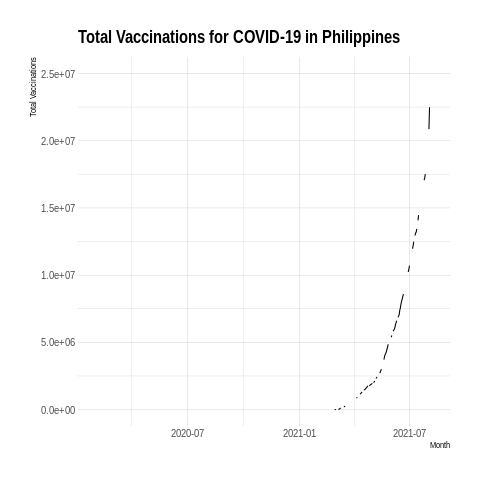 Total Vaccinations for COVID-19 in Philippines
Total Vaccinations
2.5e+07
2.0e+07
1.5e+07
1.0e+07
5.0e+06
0.0e+00
2020-07 2021-01 2021-07
Month